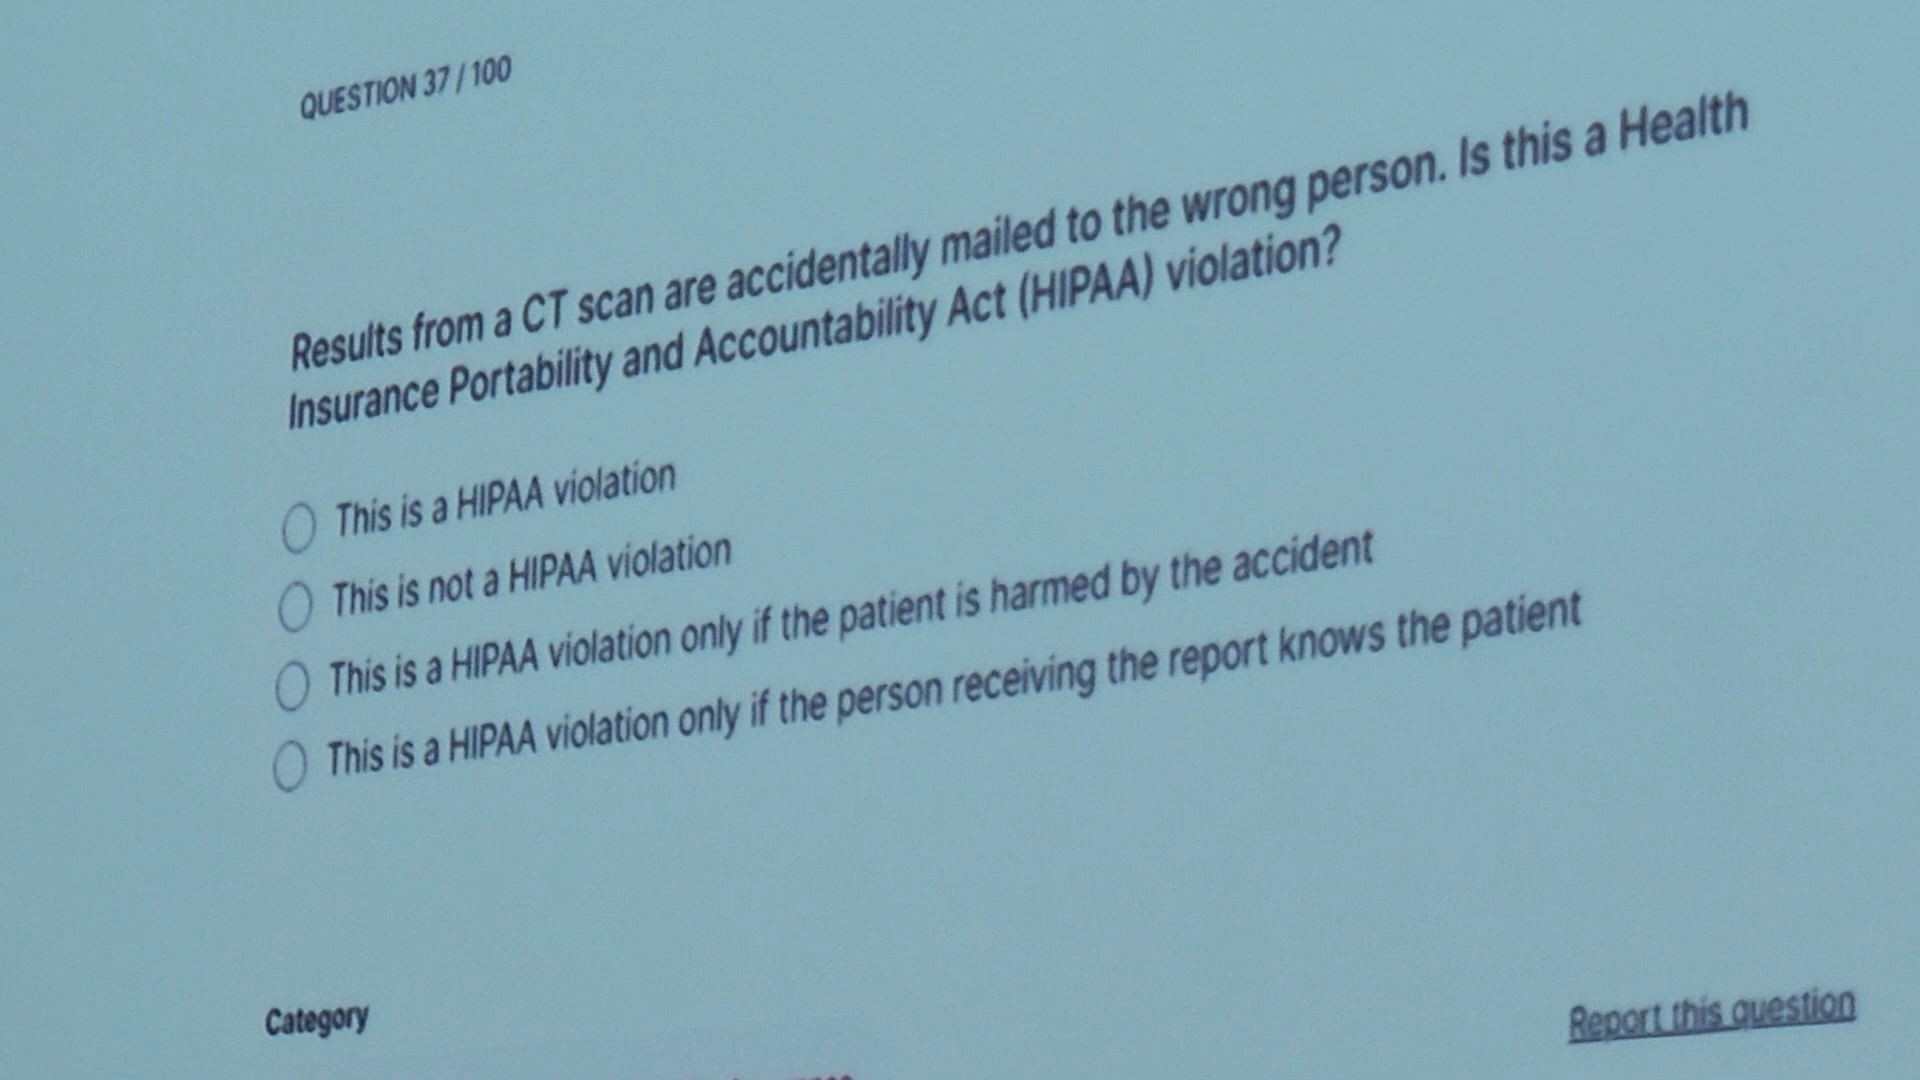 QUESTION 37 / 100
Results from a CT scan are accidentally mailed to the wrong person. Is this a Health
Insurance Portability and Accountability Act (HIPAA) violation?
This is a HIPAA violation
This is not a HIPAA violation
This is a HIPAA violation only if the patient is harmed by the accident
This is a HIPAA violation only if the person receiving the report knows the patient
Category
Report this question